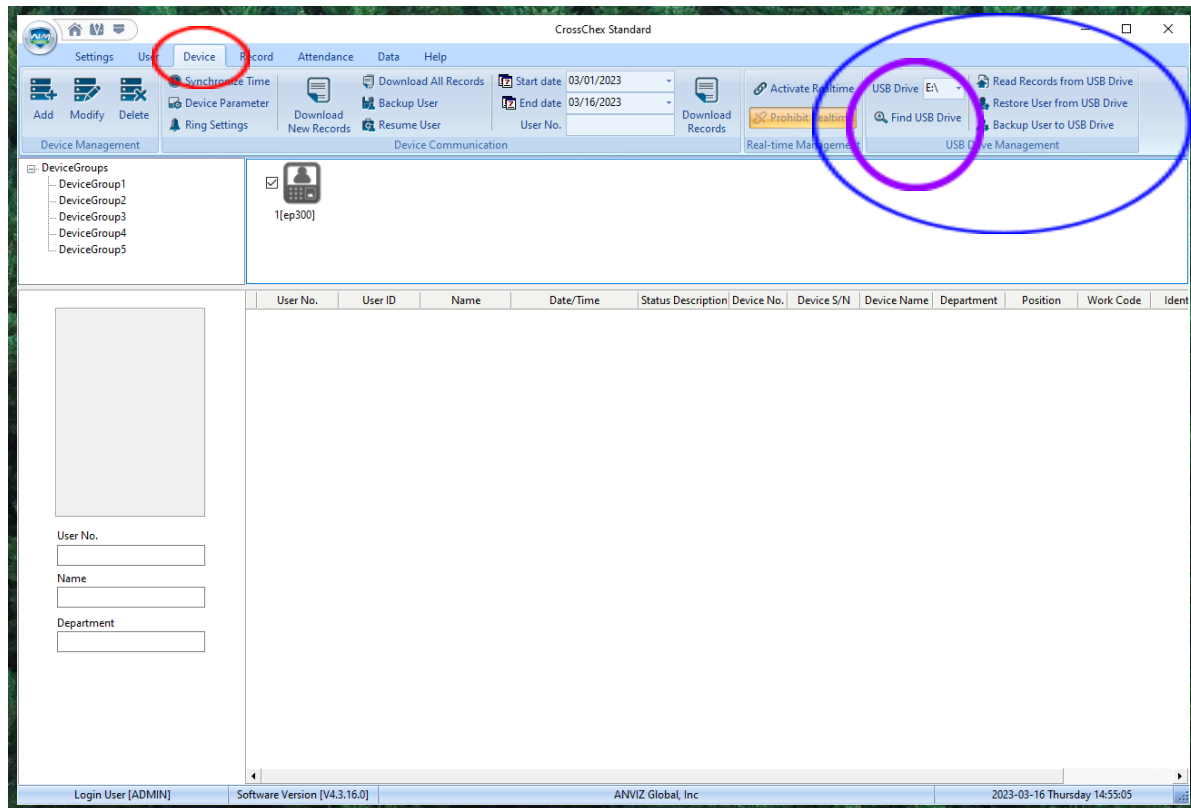 CrossChex Standard
Settings User Device Record Attendance Data Help
Add Modify Delete
Device Management
Synchronize Time
Device Parameter
Ring Settings
Download
New Records
Download All Records
Backup User
Resume User
Start date 03/01/2023
End date 03/16/2023
User No.
Download
Records
Device Communication
Activate Realtime
Prohibit Realtime
Real-time Management
USB Drive E:\
Find USB Drive
Read Records from USB Drive
Restore User from USB Drive
Backup User to USB Drive
USB Drive Management
DeviceGroups
DeviceGroup1
DeviceGroup2
DeviceGroup3
DeviceGroup4
DeviceGroup5
1[ep300]
User No. User ID Name Date/Time Status Description Device No. Device S/N Device Name Department Position Work Code Ident
User No.
Name
Department
Login User [ADMIN] Software Version [V4.3.16.0] ANVIZ Global, Inc 2023-03-16 Thursday 14:55:05